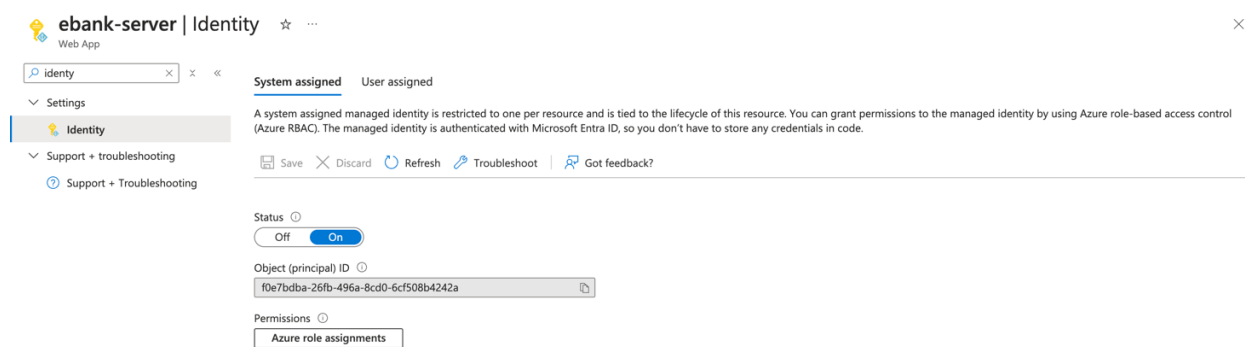 ebank-server | Identity
Web App
identy
Settings
Identity
Support + troubleshooting
Support + Troubleshooting
System assigned User assigned
A system assigned managed identity is restricted to one per resource and is tied to the lifecycle of this resource. You can grant permissions to the managed identity by using Azure role-based access control
(Azure RBAC). The managed identity is authenticated with Microsoft Entra ID, so you don't have to store any credentials in code.
Save Discard Refresh Troubleshoot Got feedback?
Status
Off On
Object (principal) ID
f0e7bdba-26fb-496a-8cd0-6cf508b4242a
Permissions
Azure role assignments